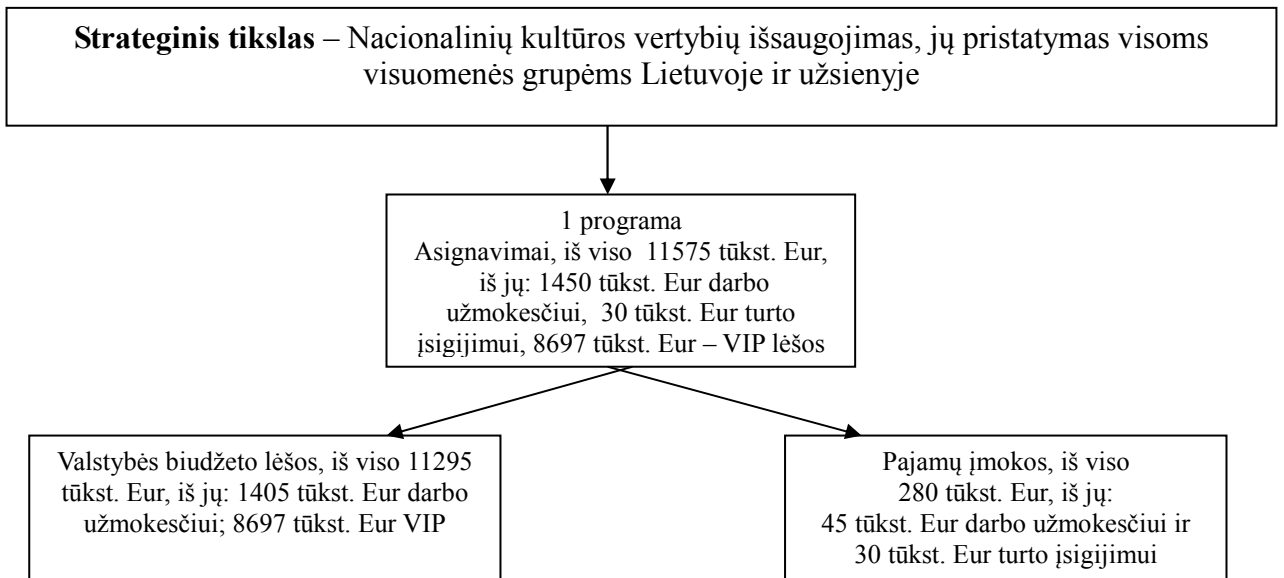 Strateginis tikslas – Nacionalinių kultūros vertybių išsaugojimas, jų pristatymas visoms
visuomenės grupėms Lietuvoje ir užsienyje
1 programa
Asignavimai, iš viso 11575 tūkst. Eur,
iš jų: 1450 tūkst. Eur darbo
užmokesčiui, 30 tūkst. Eur turto
įsigijimui, 8697 tūkst. Eur – VIP lėšos
Valstybės biudžeto lėšos, iš viso 11295
tūkst. Eur, iš jų: 1405 tūkst. Eur darbo
užmokesčiui; 8697 tūkst. Eur VIP
Pajamų įmokos, iš viso
280 tūkst. Eur, iš jų:
45 tūkst. Eur darbo užmokesčiui ir
30 tūkst. Eur turto įsigijimui